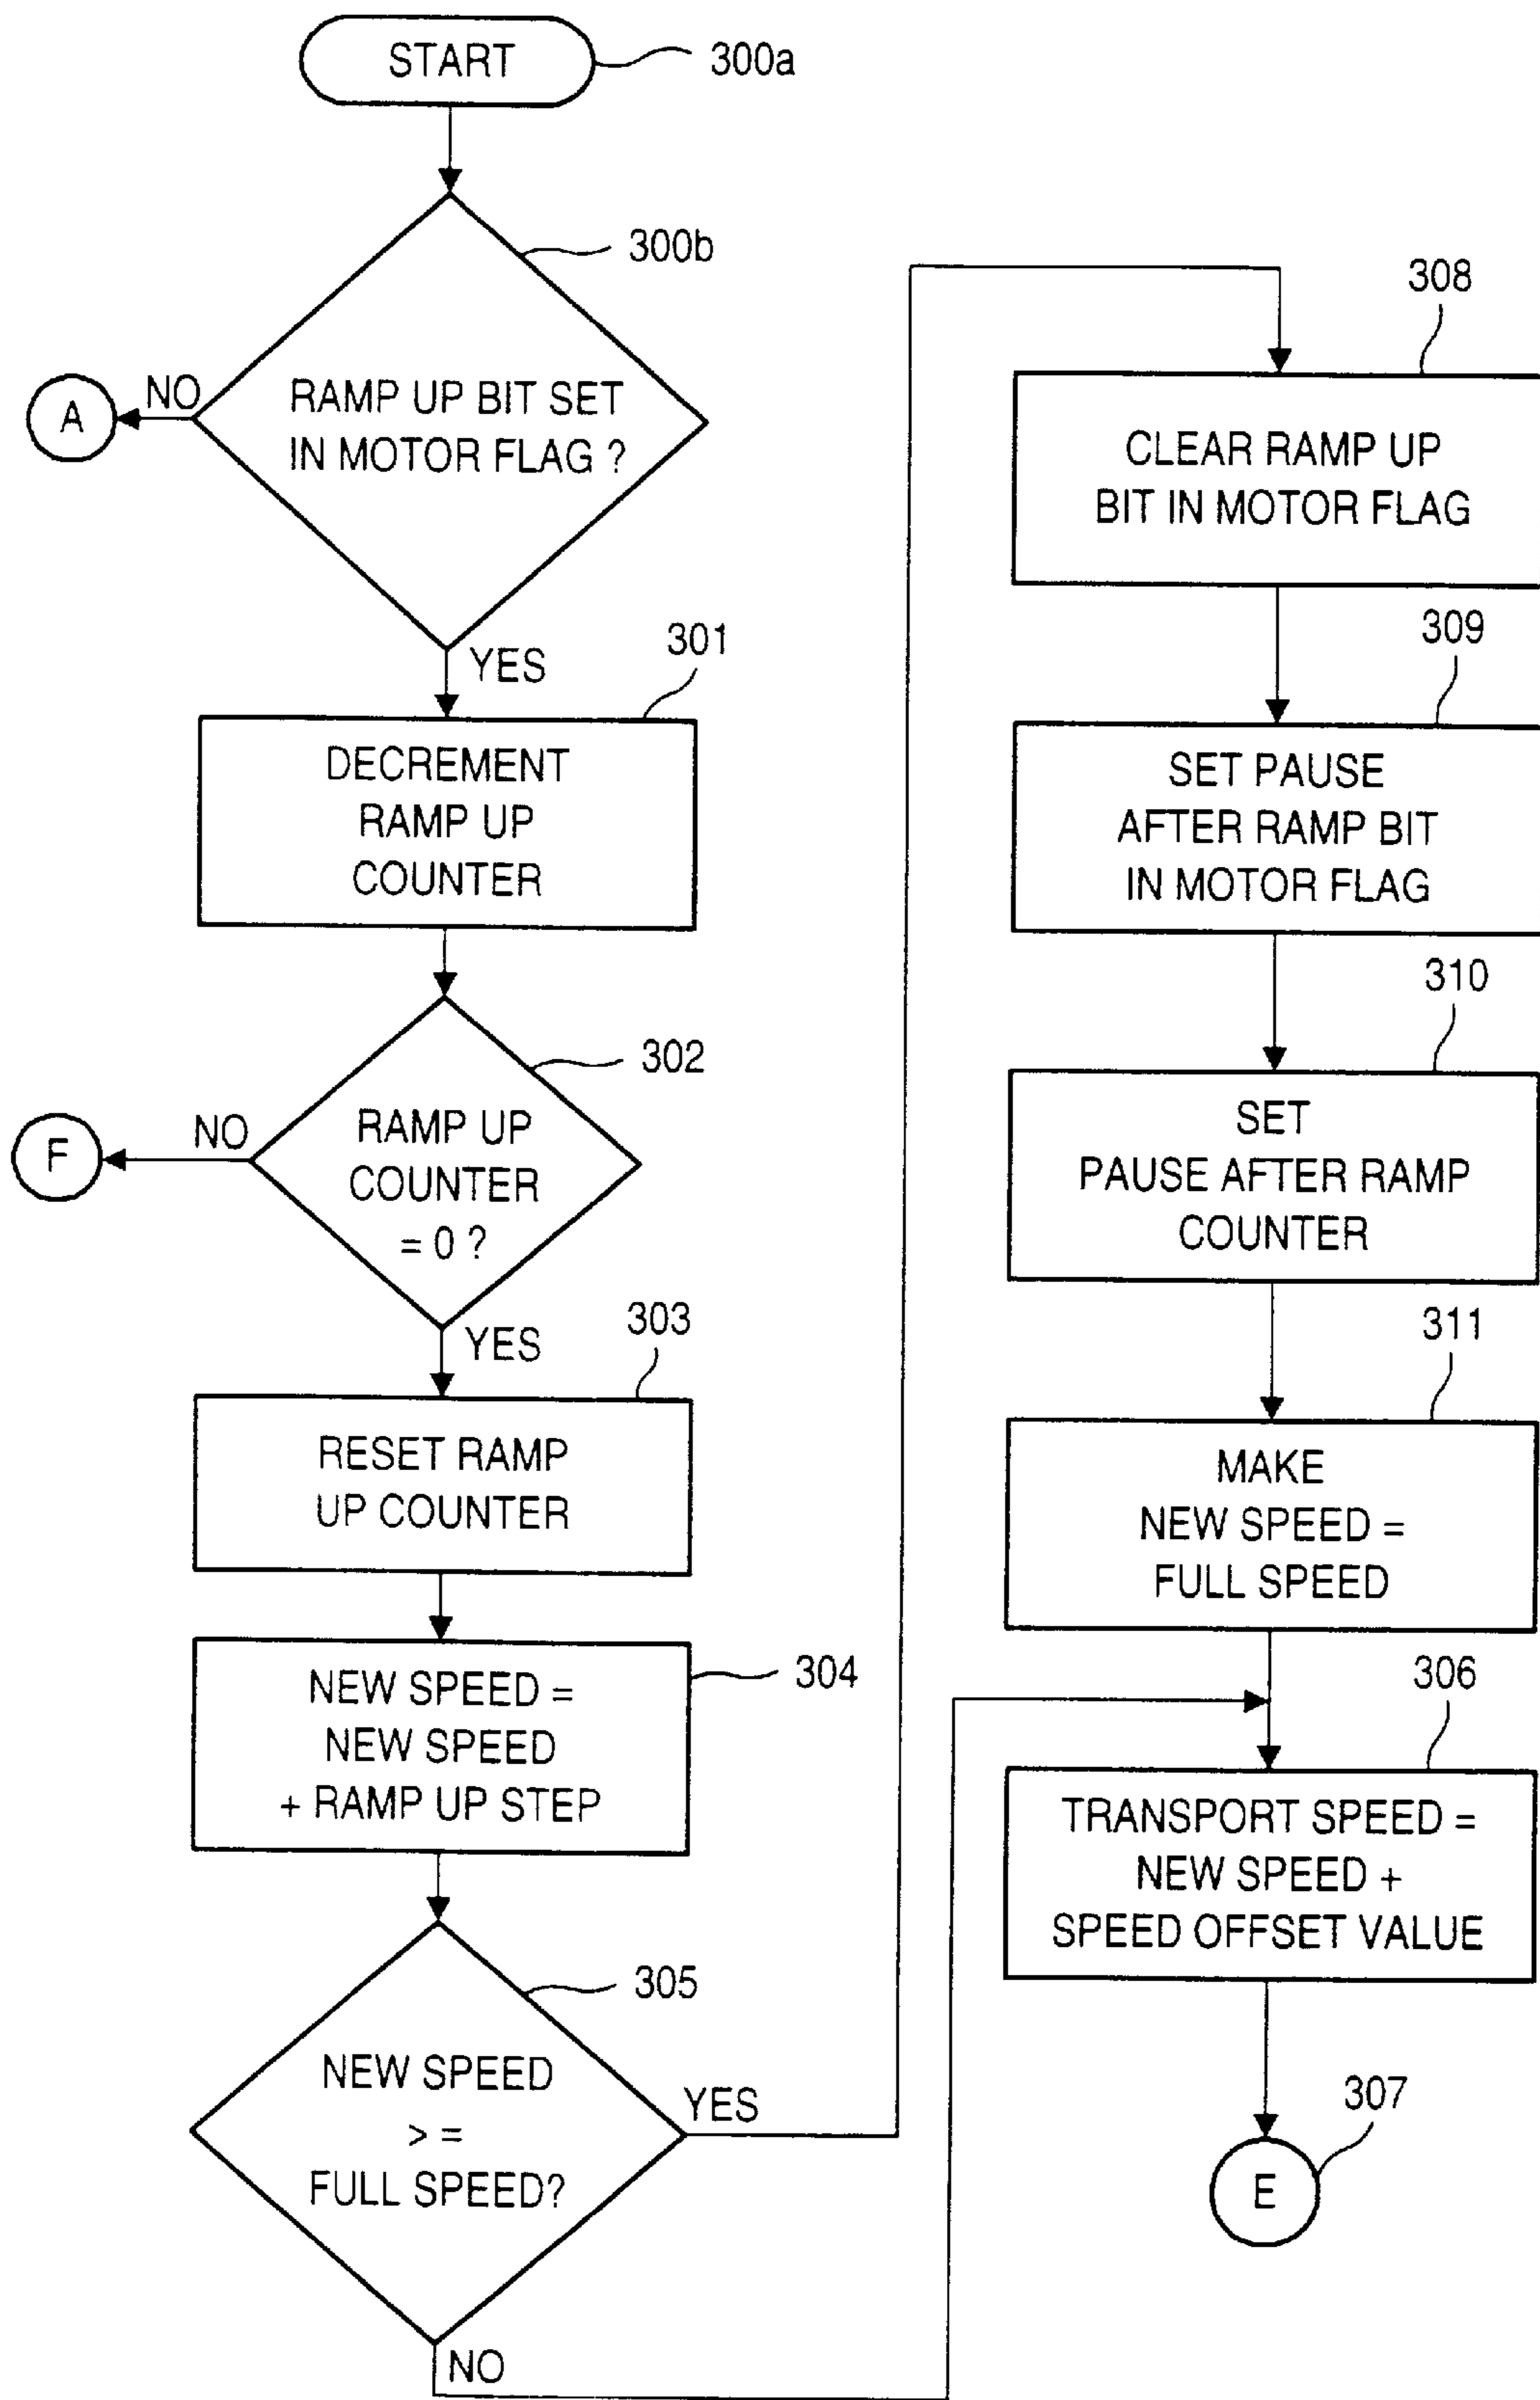 START
300a
300b
RAMP UP BIT SET
IN MOTOR FLAG ?
NO
A
YES
301
DECREMENT
RAMP UP
COUNTER
302
RAMP UP
COUNTER
= 0 ?
NO
F
YES
303
RESET RAMP
UP COUNTER
304
NEW SPEED =
NEW SPEED
+ RAMP UP STEP
305
NEW SPEED
> =
FULL SPEED?
YES
NO
308
CLEAR RAMP UP
BIT IN MOTOR FLAG
309
SET PAUSE
AFTER RAMP BIT
IN MOTOR FLAG
310
SET
PAUSE AFTER RAMP
COUNTER
311
MAKE
NEW SPEED =
FULL SPEED
306
TRANSPORT SPEED =
NEW SPEED +
SPEED OFFSET VALUE
307
E